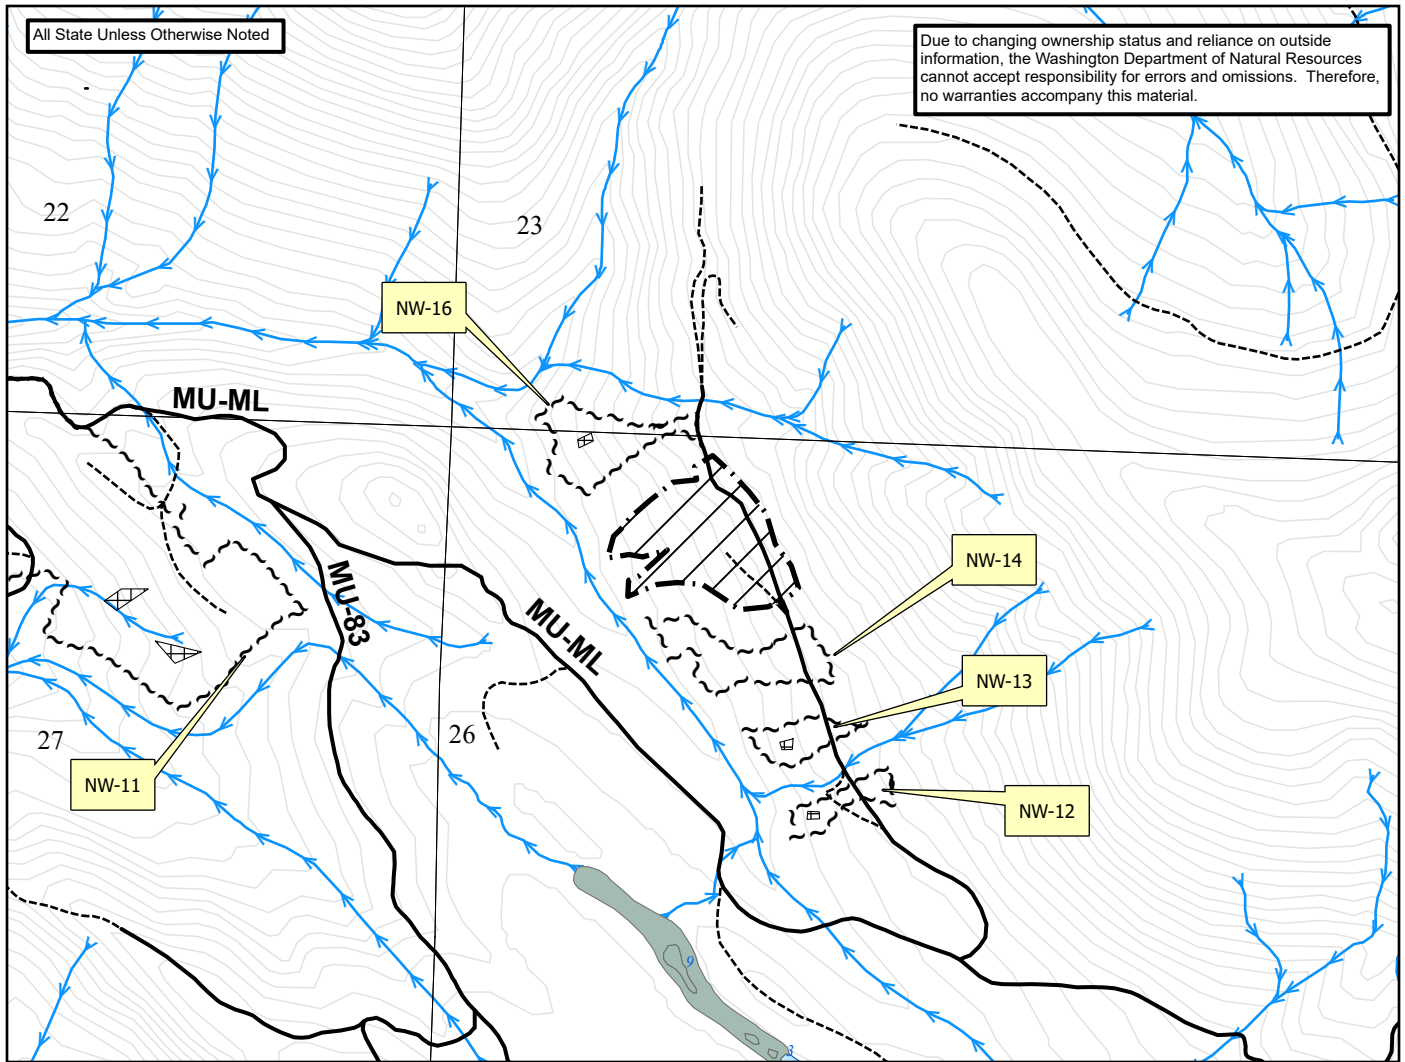 All State Unless Otherwise Noted
Due to changing ownership status and reliance on outside
information, the Washington Department of Natural Resources
cannot accept responsibility for errors and omissions.  Therefore,
no warranties accompany this material.
22
23
NW-16
MU-ML
NW-14
MU-83
MU-ML
NW-13
26
27
NW-11
NW-12
9
3